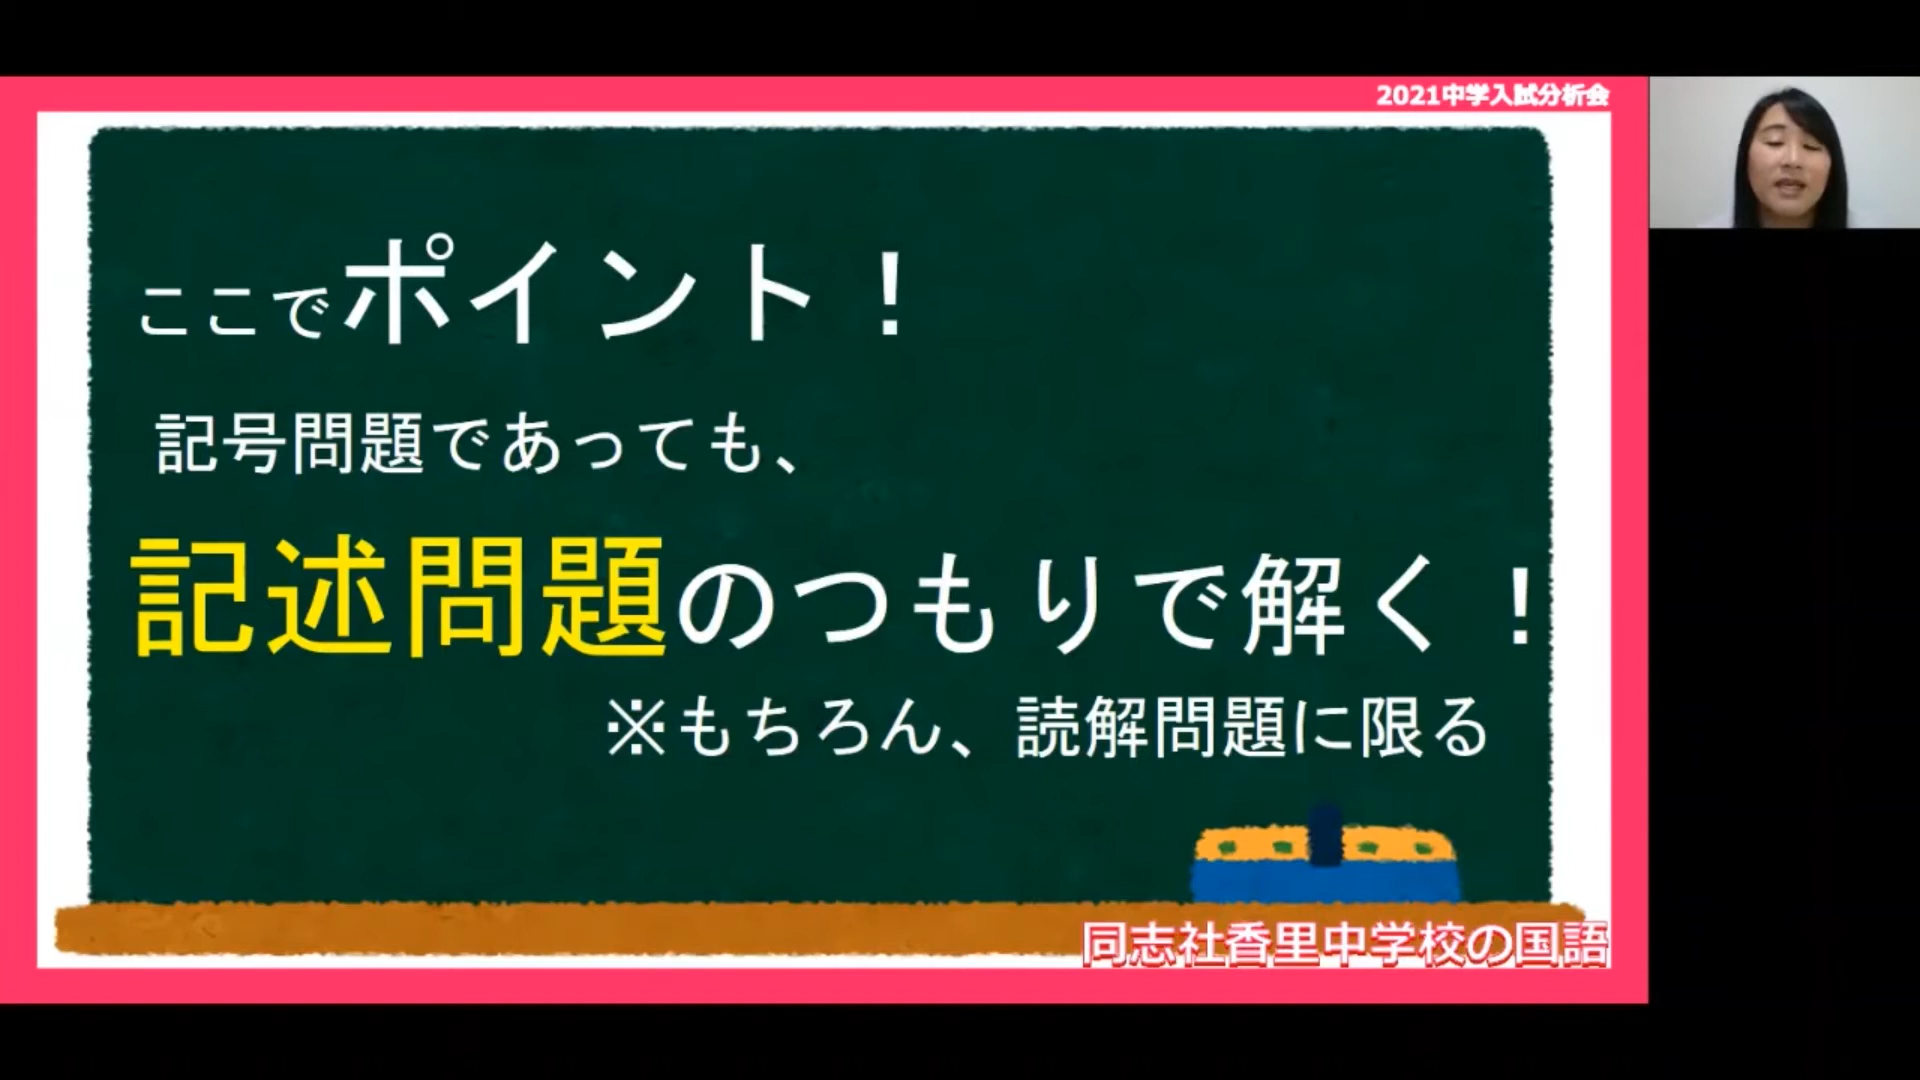 2021中学入試分析会
ここでポイント！
記号問題であっても、
記述問題のつもりで解く！
※もちろん、読解問題に限る
同志社香里中学校の国語